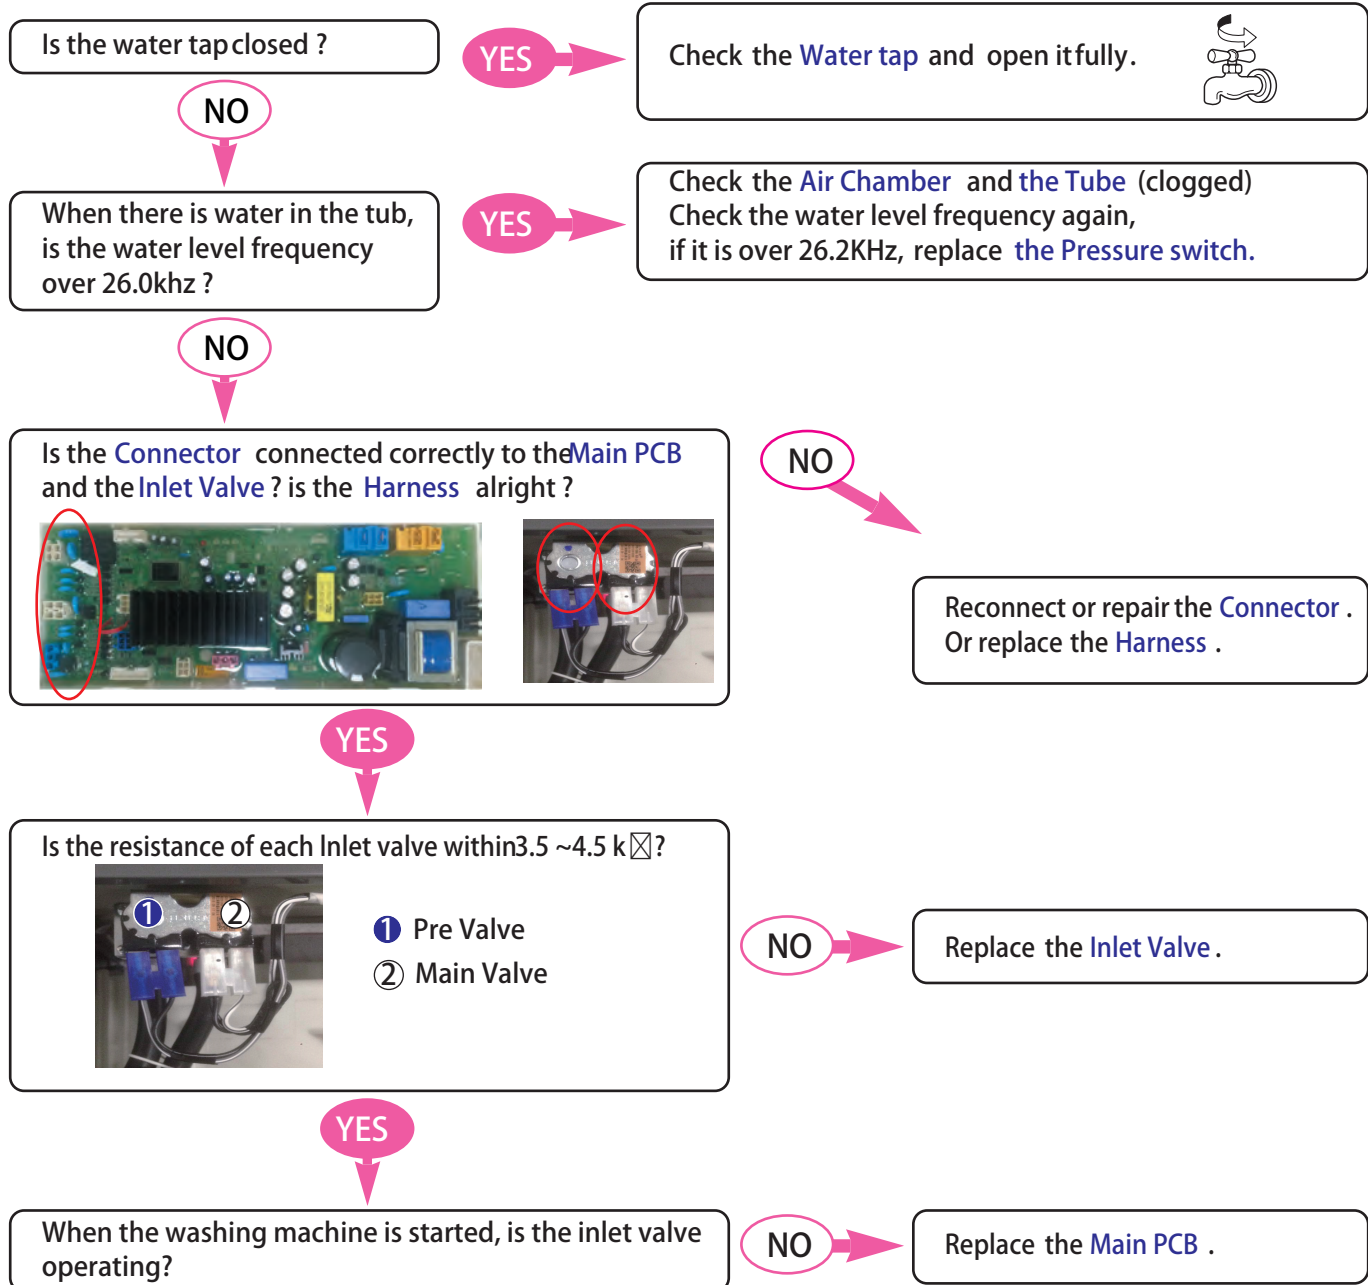 Is the water tap closed ?
YES
Check the Water tap and open it fully.
NO
When there is water in the tub,
is the water level frequency
over 26.0khz ?
YES
Check the Air Chamber and the Tube (clogged)
Check the water level frequency again,
if it is over 26.2KHz, replace the Pressure switch.
NO
Is the Connector connected correctly to the Main PCB
and the Inlet Valve ? is the Harness alright ?
NO
Reconnect or repair the Connector .
Or replace the Harness .
YES
Is the resistance of each Inlet valve within 3.5 ~4.5 k☒?
1
2
1 Pre Valve
2 Main Valve
NO
Replace the Inlet Valve .
YES
When the washing machine is started, is the inlet valve
operating?
NO
Replace the Main PCB .